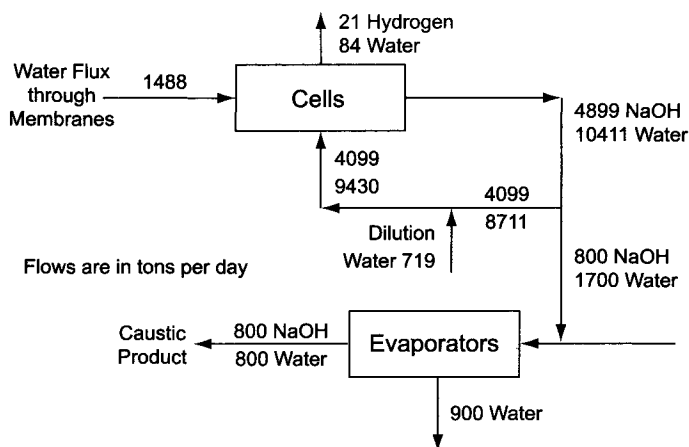 21 Hydrogen
84 Water
Water Flux
through
Membranes
1488
Cells
4899 NaOH
10411 Water
4099
9430
4099
8711
Dilution
Water 719
Flows are in tons per day
800 NaOH
1700 Water
Caustic
Product
800 NaOH
800 Water
Evaporators
900 Water